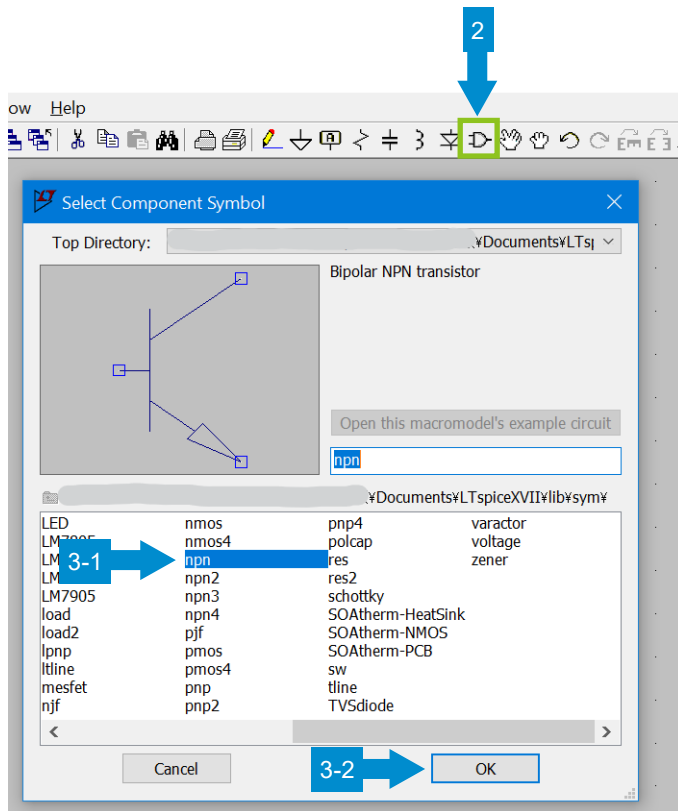 2
ow Help
Select Component Symbol
Top Directory: ¥Documents¥LTsp
Bipolar NPN transistor
Open this macromodel's example circuit
npn
¥Documents¥LTspiceXVII¥lib¥sym¥
LED nmos pnp4 varactor
nmos4 polcap voltage
3-1 npn res zener
npn2 res2
LM7905 npn3 schottky
load npn4 SOAtherm-HeatSink
load2 pjf SOAtherm-NMOS
lpnp pmos SOAtherm-PCB
ltline pmos4 sw
mesfet pnp tline
njf pnp2 TVSdiode
Cancel 3-2 OK